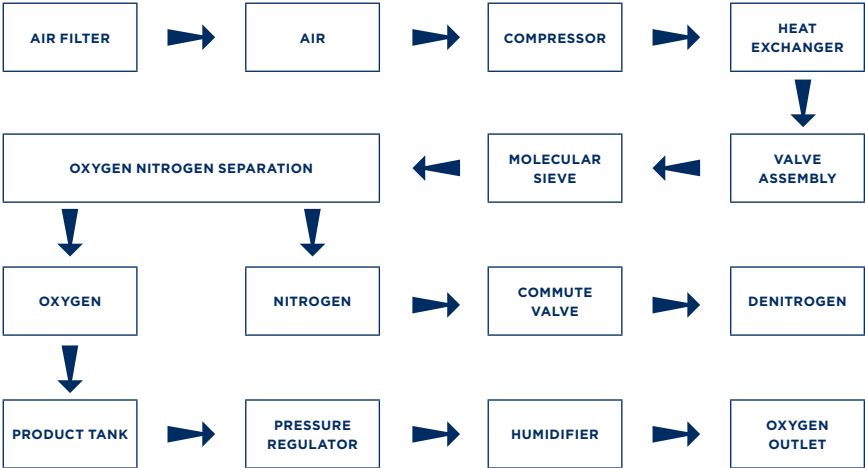 AIR FILTER
AIR
COMPRESSOR
HEAT
EXCHANGER
OXYGEN NITROGEN SEPARATION
MOLECULAR
SIEVE
VALVE
ASSEMBLY
OXYGEN
NITROGEN
COMMUTE
VALVE
DENITROGEN
PRODUCT TANK
PRESSURE
REGULATOR
HUMIDIFIER
OXYGEN
OUTLET